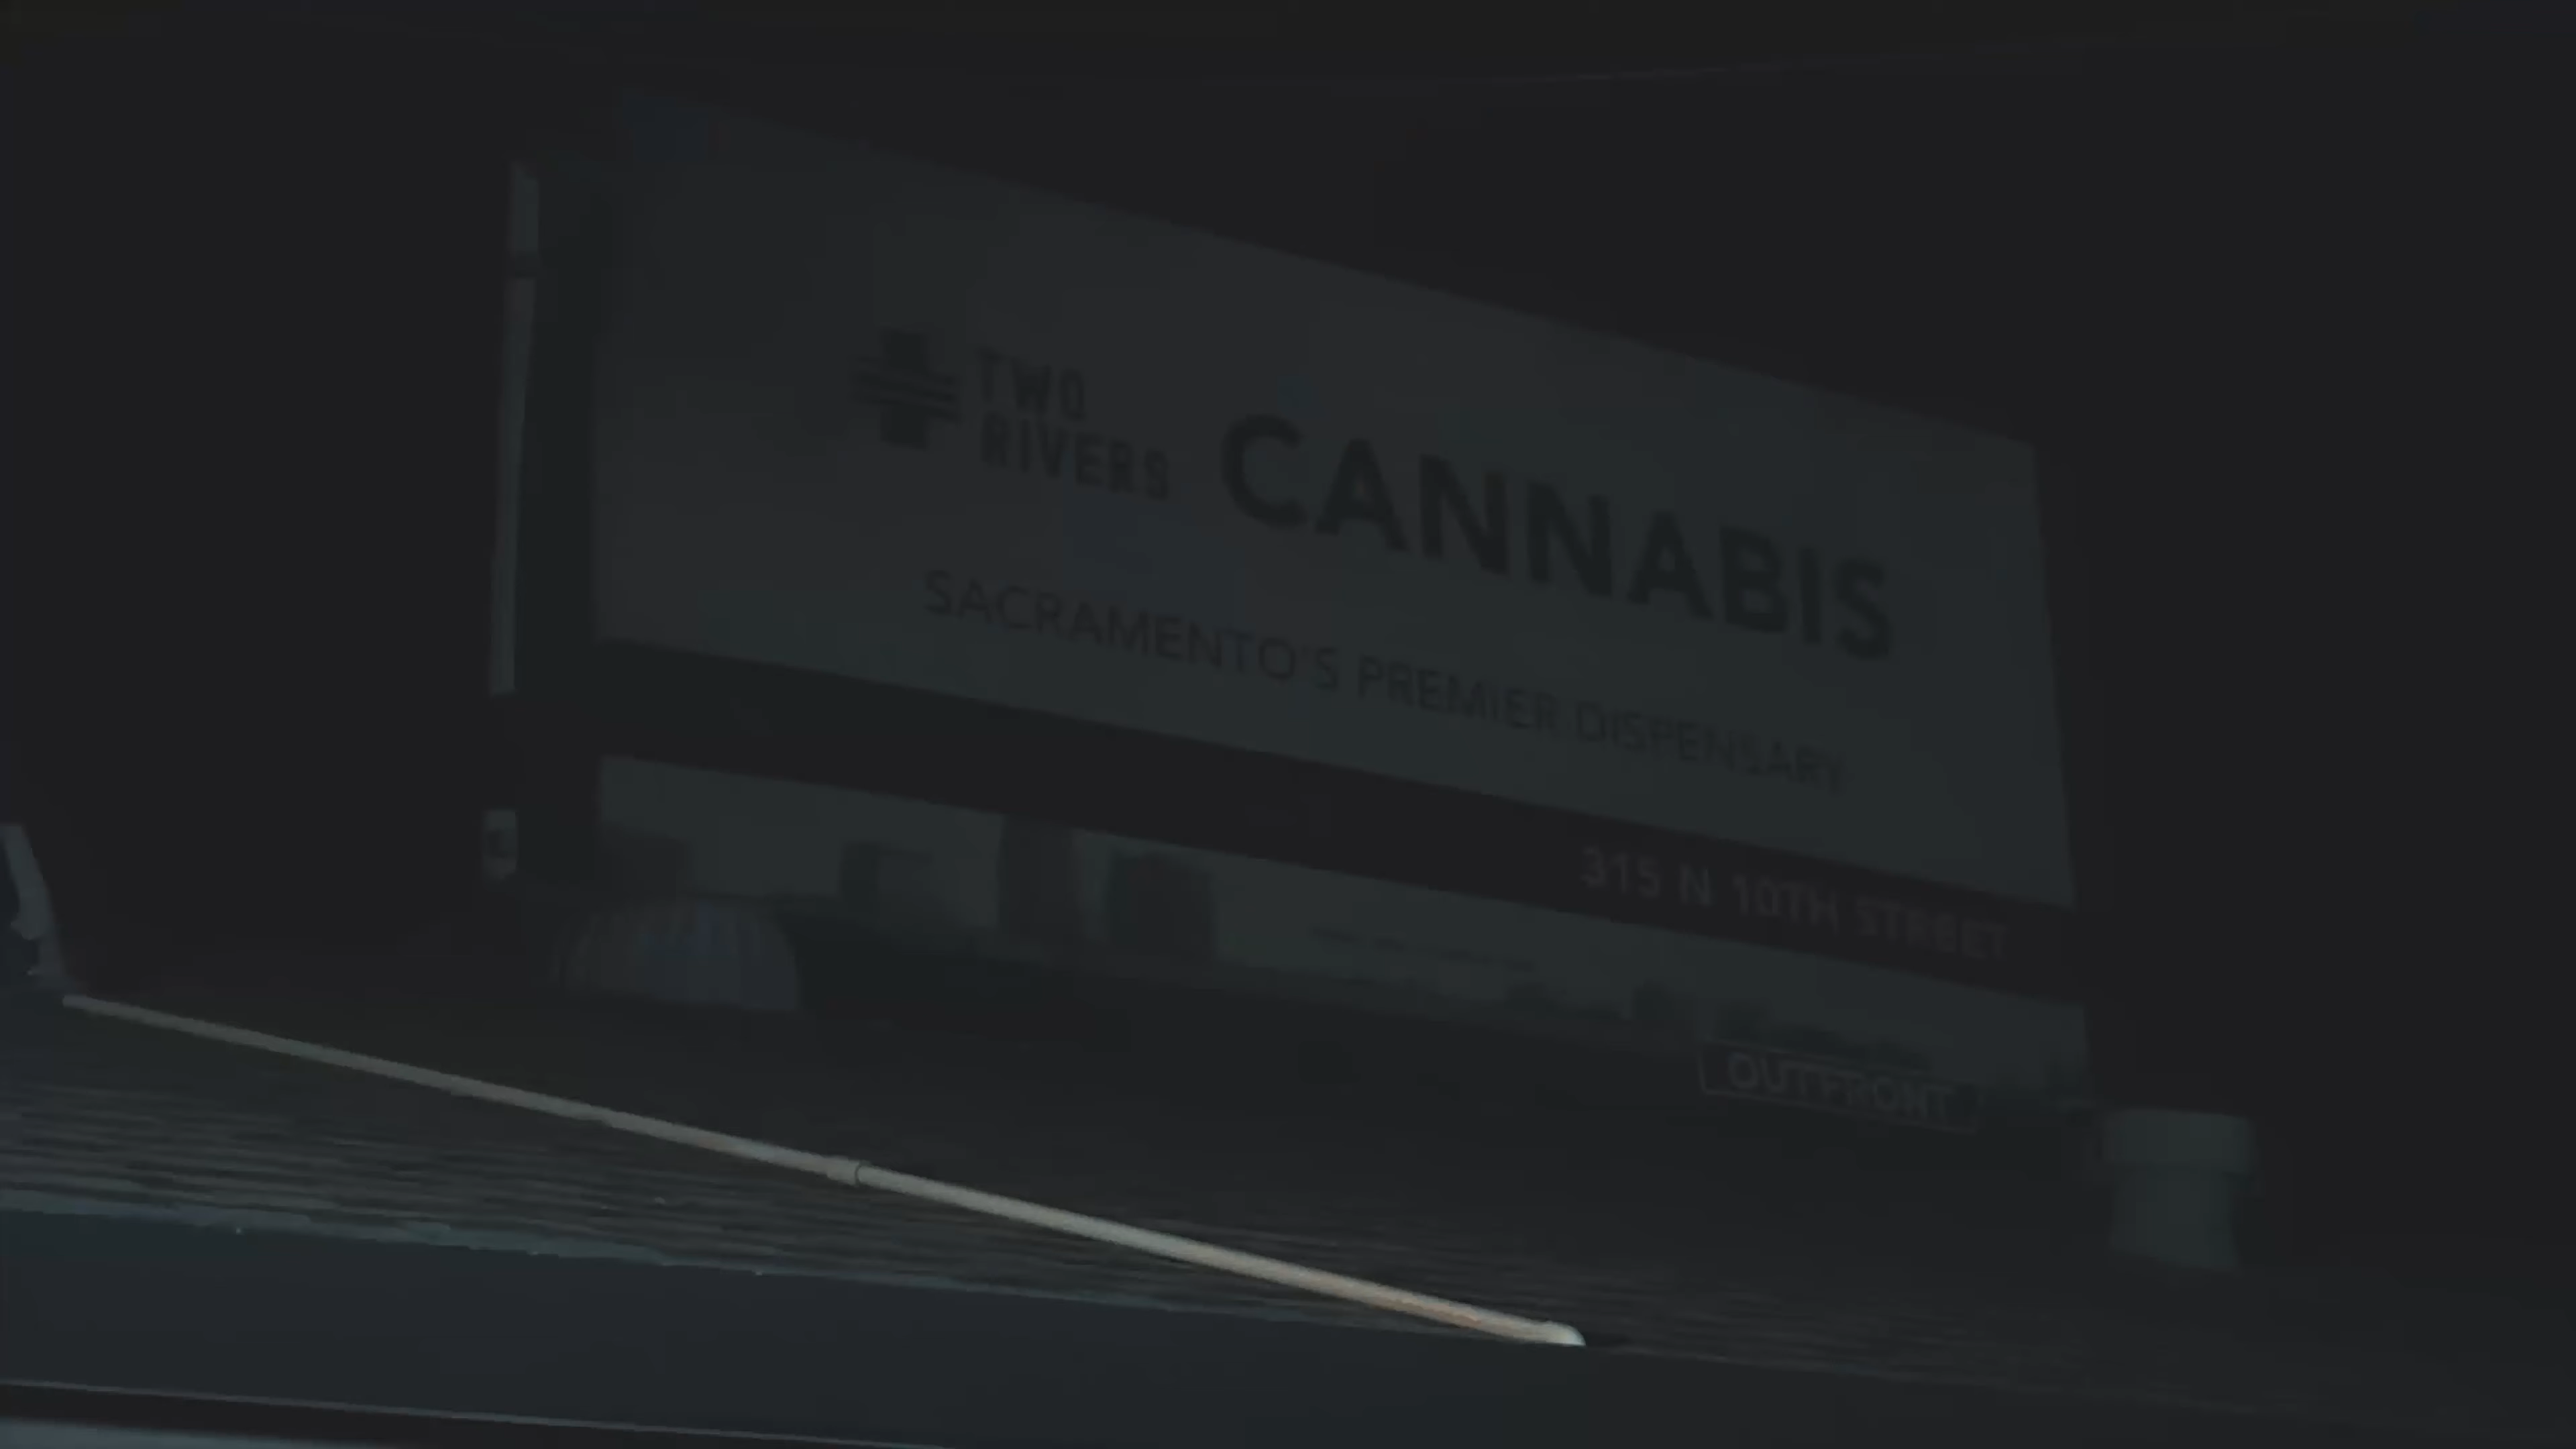 TWO
RIVERS
CANNABIS
SACRAMENTO'S PREMIER DISPENSARY
315 N 10TH STREET
OUTFRONT